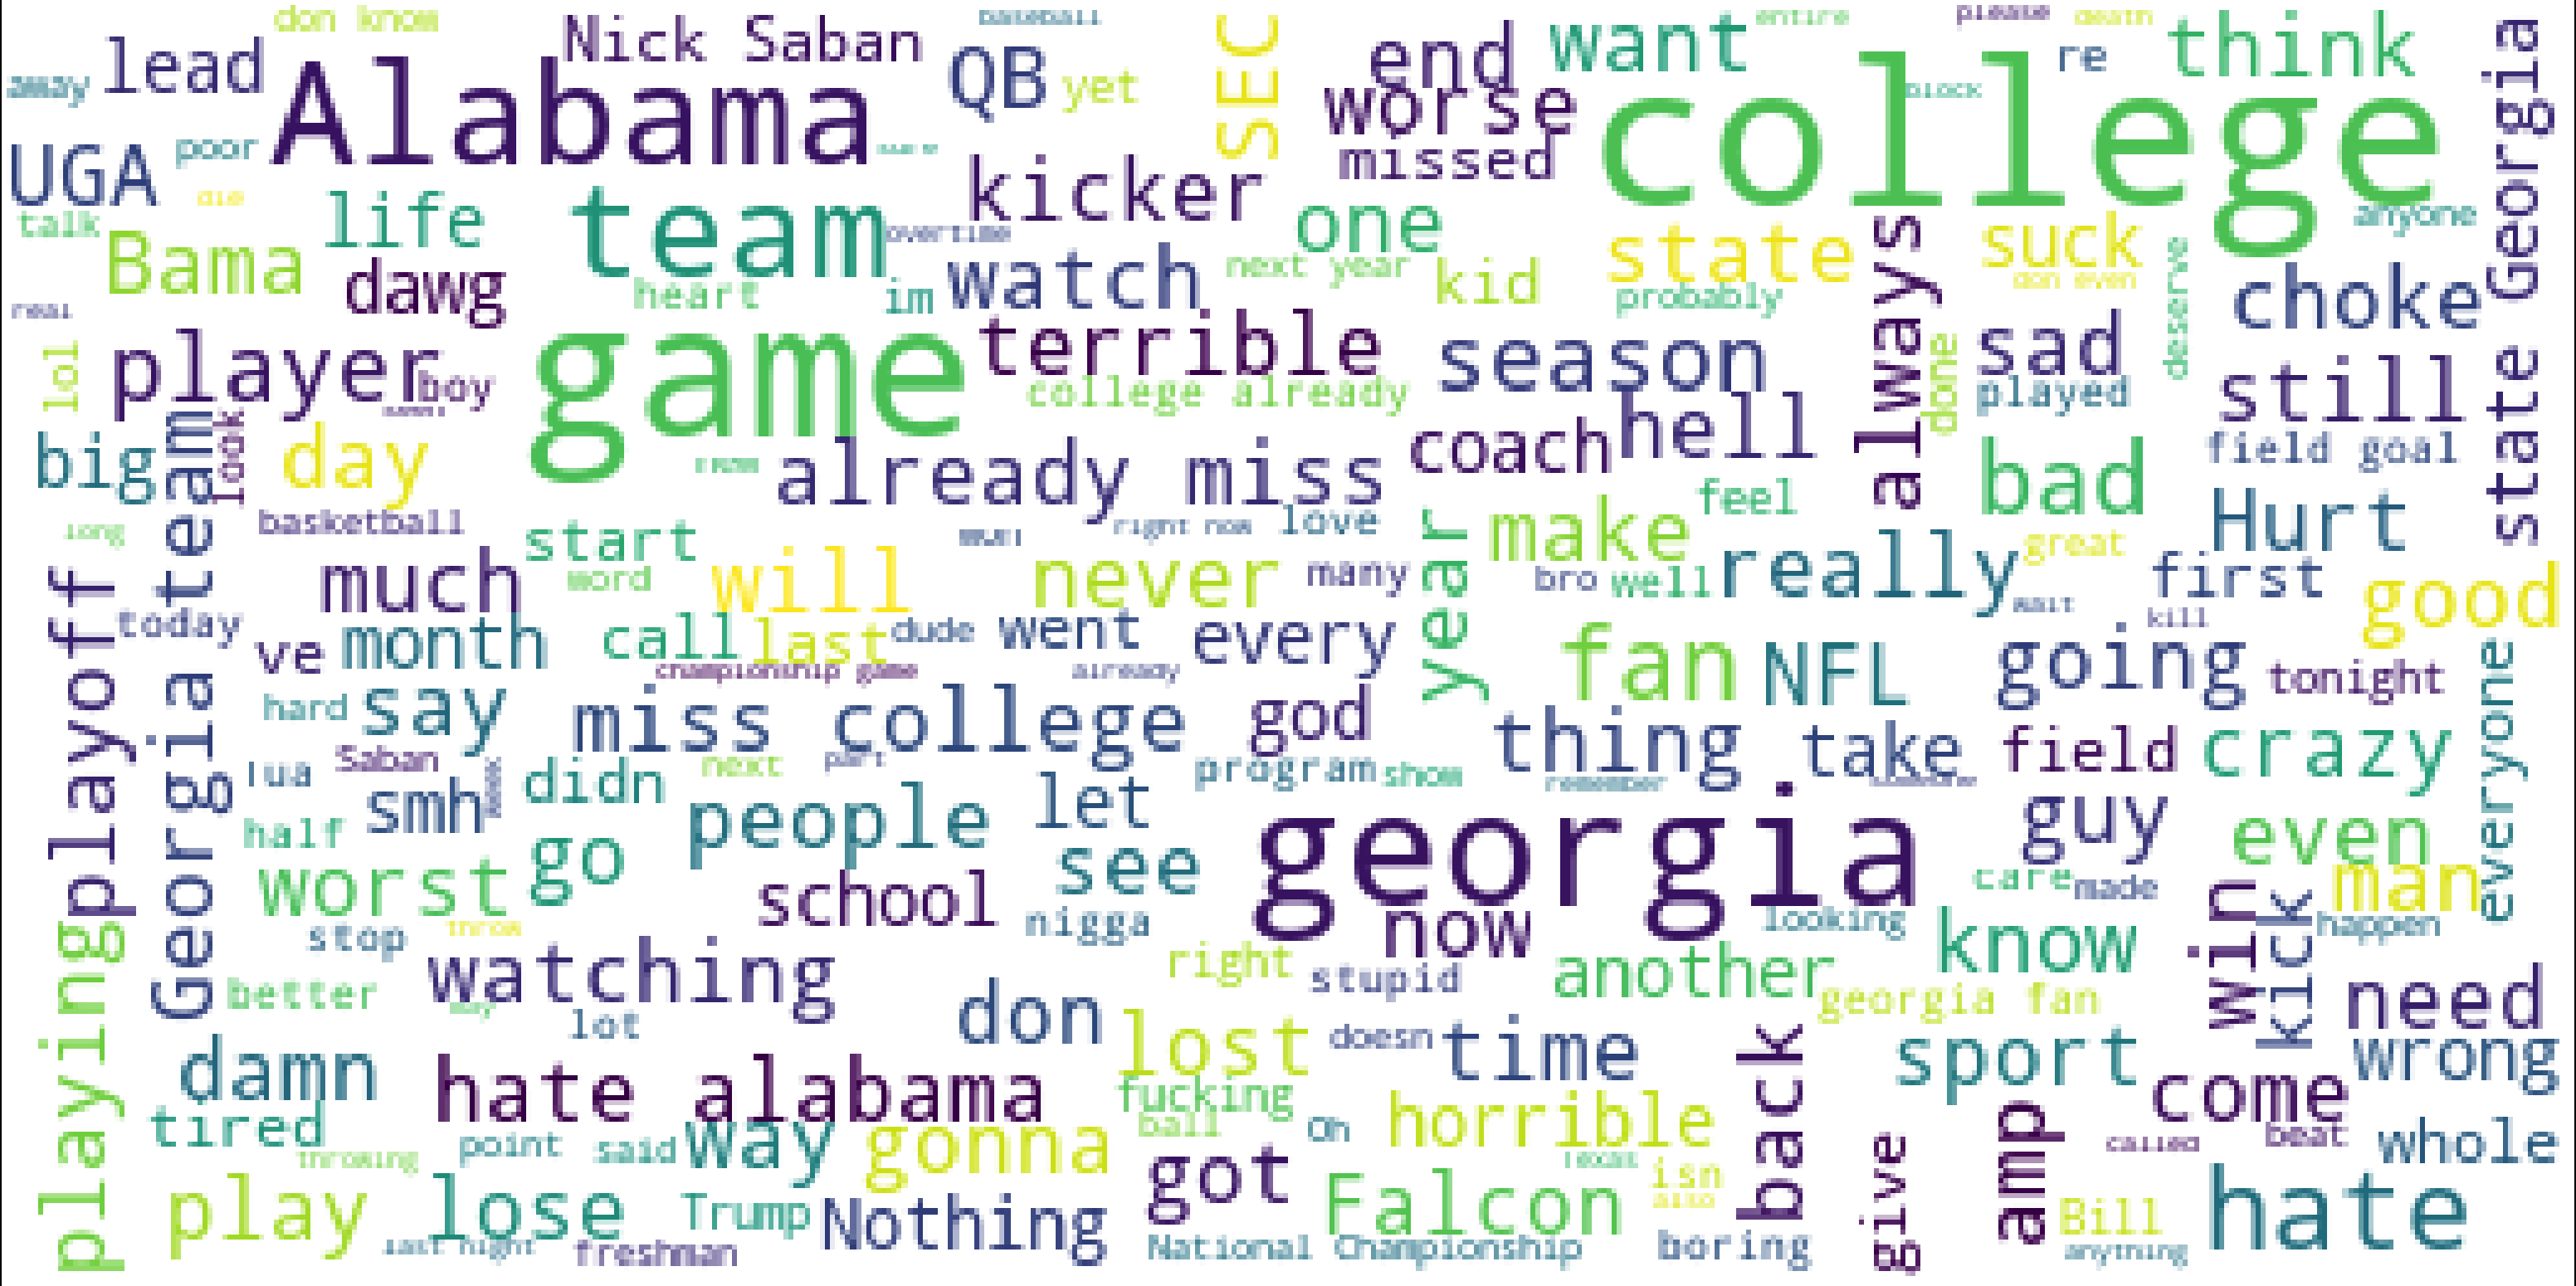 don know
Nick Saban
baseball
SEC
entire
please
death
away
lead
Alabama
QB
yet
end
want
college
block
re
think
Georgia state
UGA
poor
worse
missed
kicker
die
talk
life
team
overtime
one
state
always
suck
anyone
Bama
dawg
heart
im
watch
next year
kid
probably
don even
deserve
choke
real
lol
player
boy
game
terrible
college already
season
done
sad
played
still
big
Georgia team
look
day
already miss
coach
hell
bad
field goal
long
basketball
start
right now
love
year
make
feel
Hurt
playoff
much
word
will
never
many
bro
well
really
great
first
good
today
ve
month
call
last
dude
went
every
wait
kill
championship game
already
fan
NFL
going
tonight
everyone
hard
say
miss college
god
thing
take
field
crazy
lua
Saban
next
part
program
show
remember
smh
didn
people
let
georgia
guy
even
half
worst
go
school
see
care
made
man
stop
throw
nigga
now
looking
know
win
kick
happen
playing
better
watching
right
stupid
another
georgia fan
need
lot
don
lost
doesn
time
back
sport
wrong
damn
hate alabama
fucking
come
tired
ball
Oh
horrible
amp
called
beat
whole
throwing
point
said
Way
gonna
texas
isn
also
give
play
lose
Trump
Nothing
got
Falcon
Bill
hate
last night
freshman
National Championship
boring
anything